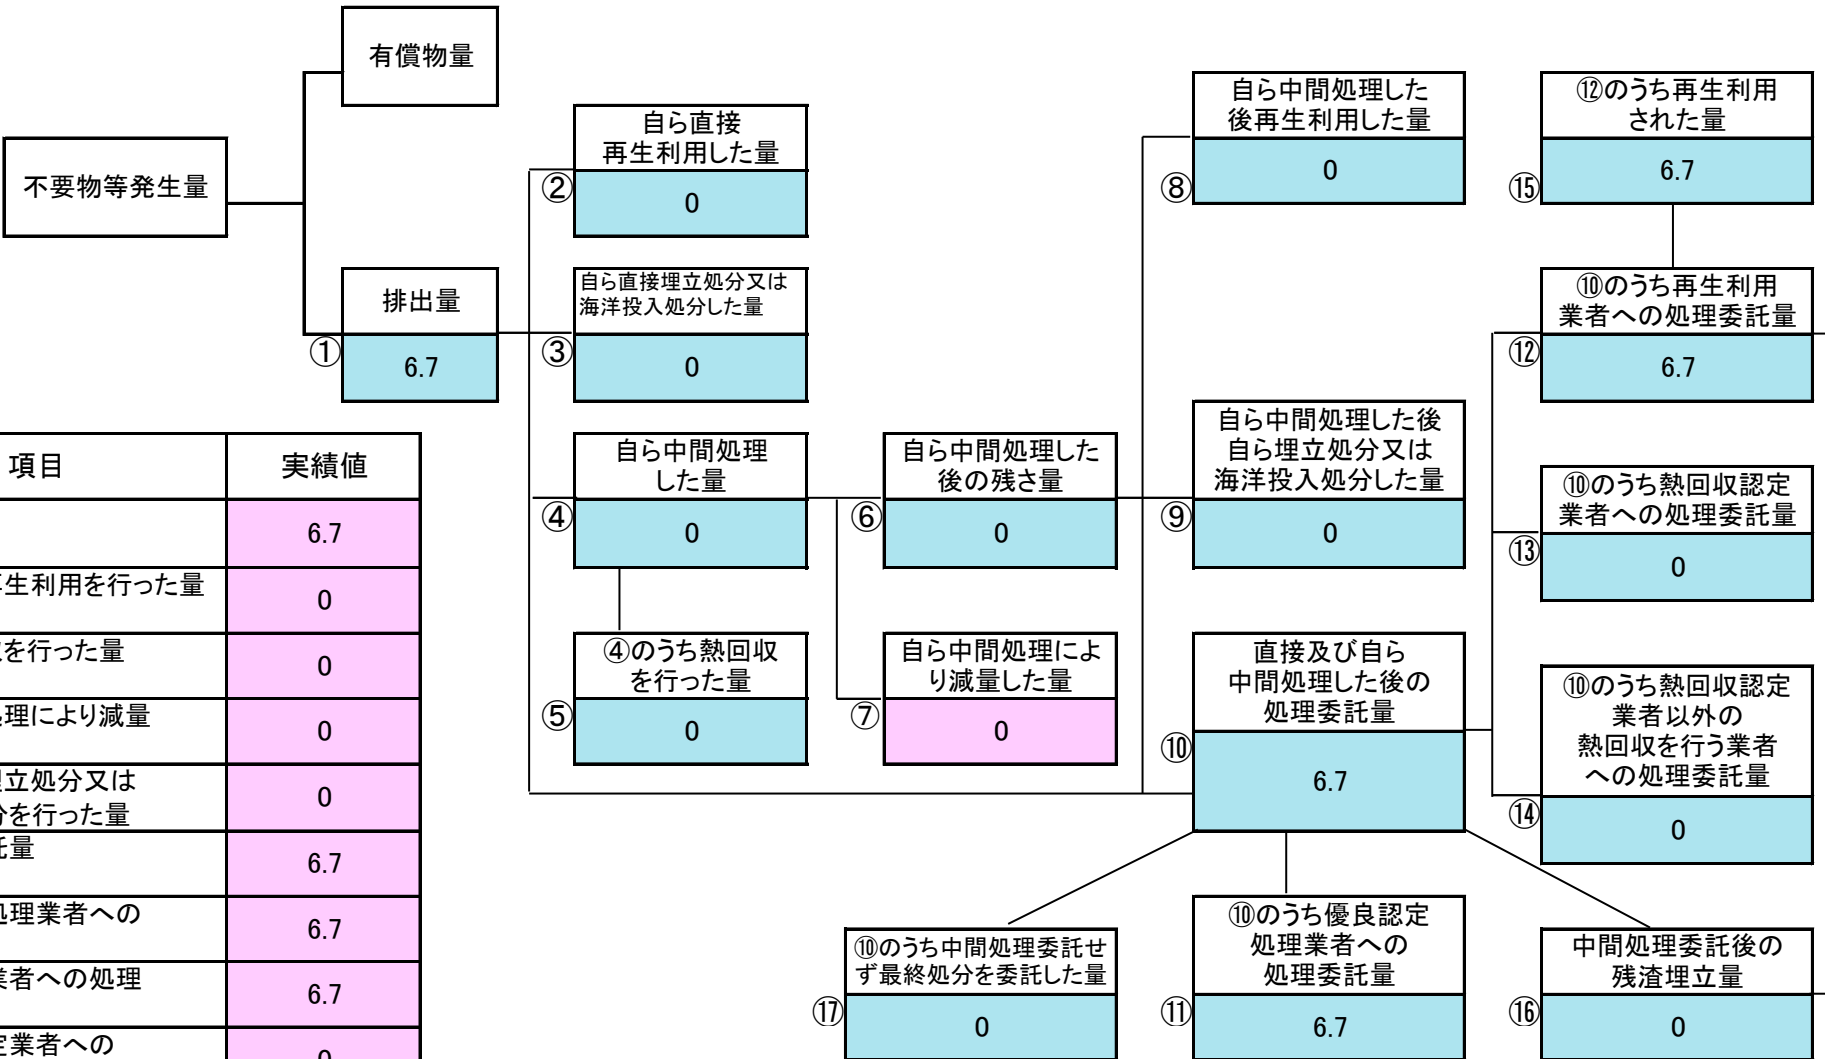 有償物量
不要物等発生量
排出量
①
6.7
自ら直接
再生利用した量
②
0
自ら直接埋立処分又は
海洋投入処分した量
③
0
自ら中間処理
した量
④
0
④のうち熱回収
を行った量
⑤
0
自ら中間処理した
後の残さ量
⑥
0
自ら中間処理によ
り減量した量
⑦
0
自ら中間処理した
後再生利用した量
⑧
0
自ら中間処理した後
自ら埋立処分又は
海洋投入処分した量
⑨
0
直接及び自ら
中間処理した後の
処理委託量
⑩
6.7
⑫のうち再生利用
された量
⑮
6.7
⑩のうち再生利用
業者への処理委託量
⑫
6.7
⑩のうち熱回収認定
業者への処理委託量
⑬
0
⑩のうち熱回収認定
業者以外の
熱回収を行う業者
への処理委託量
⑭
0
⑩のうち中間処理委託せ
ず最終処分を委託した量
⑰
0
⑩のうち優良認定
処理業者への
処理委託量
⑪
6.7
中間処理委託後の
残渣埋立量
⑯
0
項目 実績値
6.7
生利用を行った量 0
を行った量 0
理により減量 0
立処分又は
を行った量 0
量 6.7
理業者への 6.7
者への処理 6.7
業者への 0